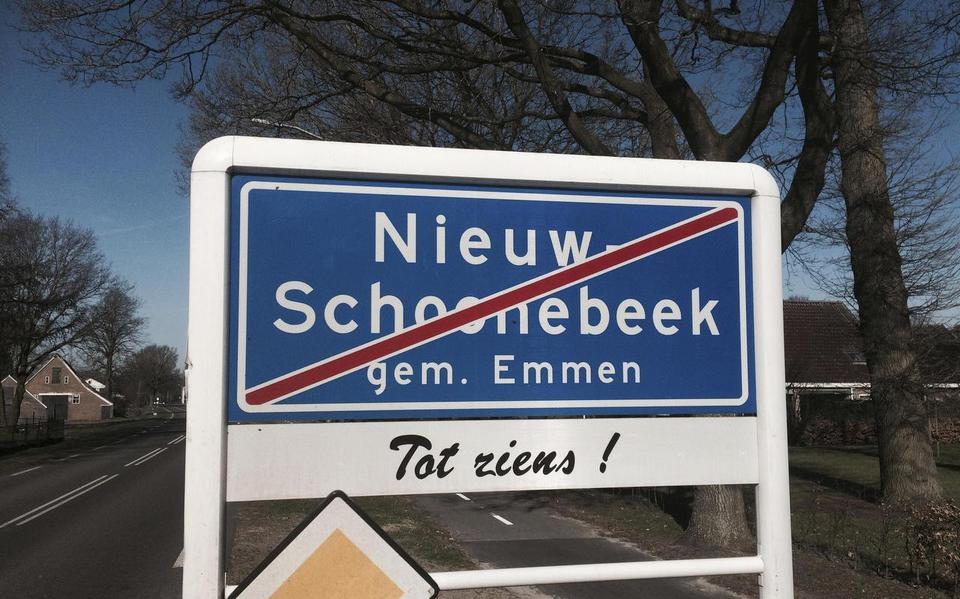 Nieuw-
Schoonebeek
gem. Emmen
Tot ziens !